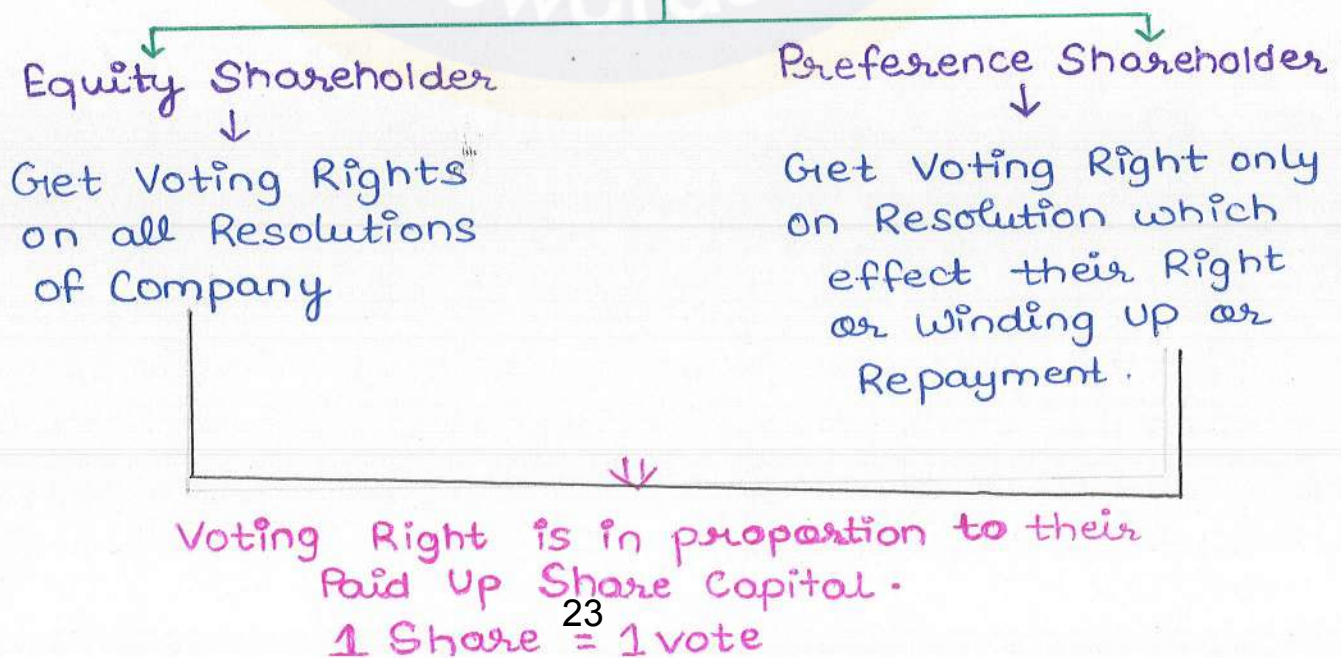 Equity Shareholder
Get Voting Rights
on all Resolutions
of Company
Preference Shareholder
Get Voting Right only
on Resolution which
effect their Right
or Winding Up or
Repayment.
Voting Right is in proportion to their
Paid Up Share Capital.
23
1 Share = 1 vote